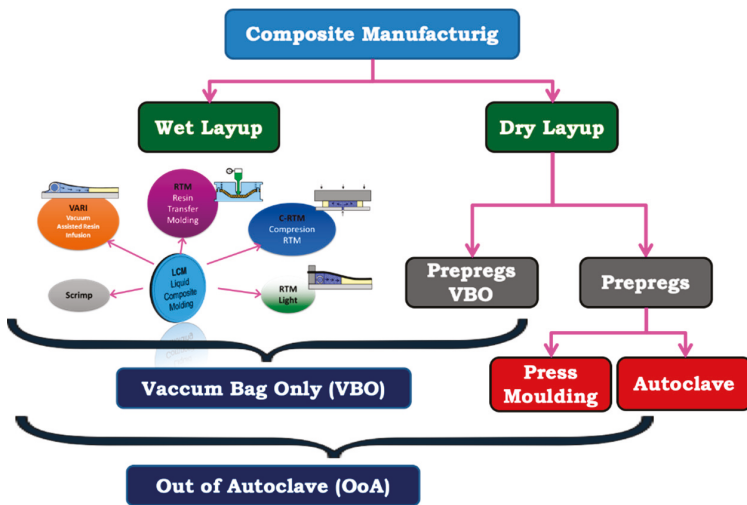 Composite Manufacturig
Wet Layup
Dry Layup
VARI
Vacuum
Assisted Resin
Infusion
RTM
Resin
Transfer
Molding
C-RTM
Compresion
RTM
LCM
Liquid
Composite
Molding
Scrimp
RTM
Light
Prepregs
VBO
Prepregs
Press
Moulding
Autoclave
Vaccum Bag Only (VBO)
Out of Autoclave (OoA)